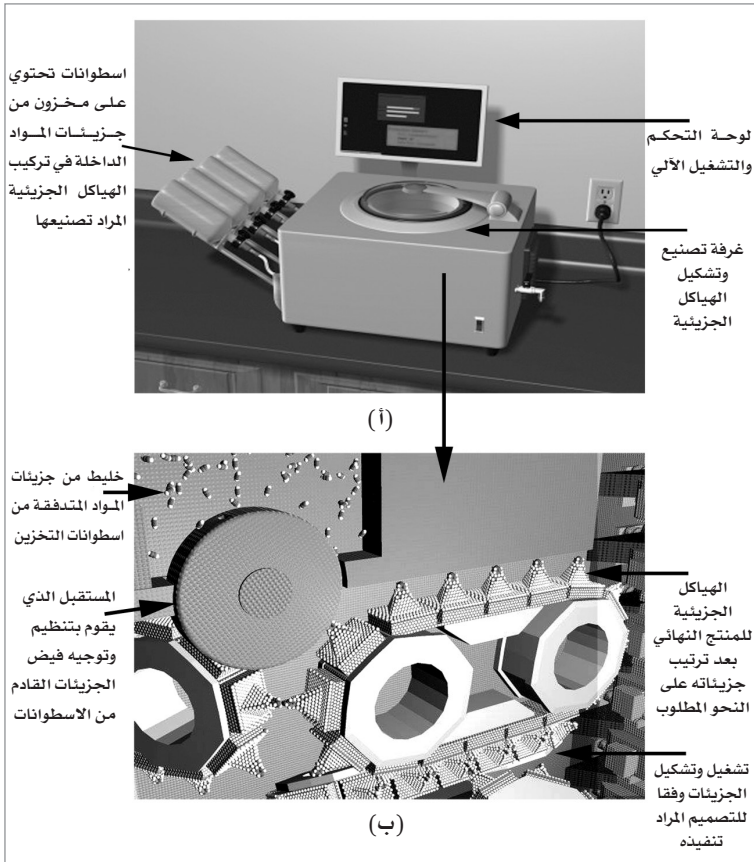 اسطوانات تحتوي
على مخزون من
جزيئات المواد
الداخلة في تركيب
الهياكل الجزيئية
المراد تصنيعها
لوحة التحكم
والتشغيل الآلي
غرفة تصنيع
وتشكيل
الهياكل
الجزيئية
(أ)
خليط من جزيئات
المواد المتدفقة من
اسطوانات التخزين
المستقبل الذي
يقوم بتنظيم
وتوجيه فيض
الجزيئات القادم
من الاسطوانات
الهياكل
الجزيئية
للمنتج النهائي
بعد ترتيب
جزيئاته على
النحو المطلوب
تشغيل وتشكيل
الجزيئات وفقا
للتصميم المراد
تنفيذه
(ب)